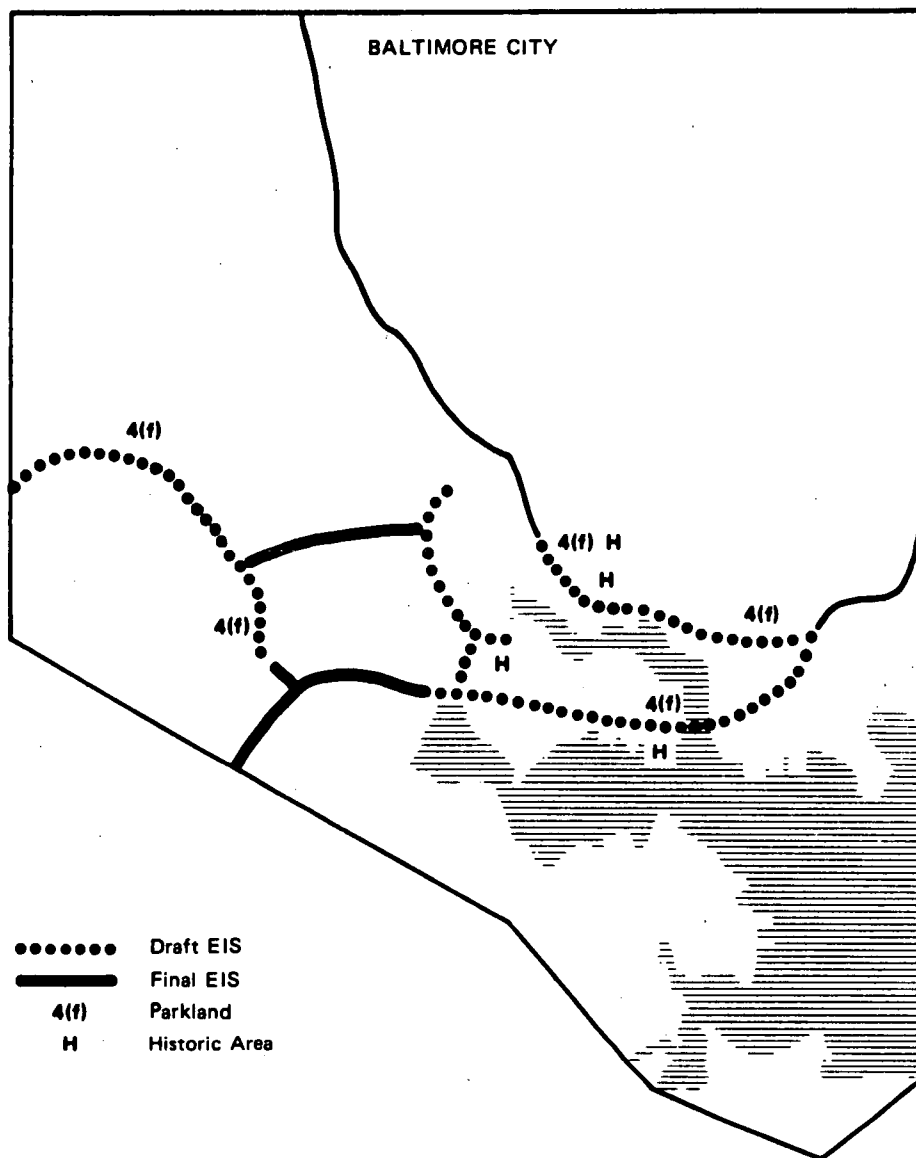 BALTIMORE CITY
4(f)
4(f) H
H
4(f)
4(f)
H
4(f)
H
Draft EIS
Final EIS
4(f) Parkland
H Historic Area